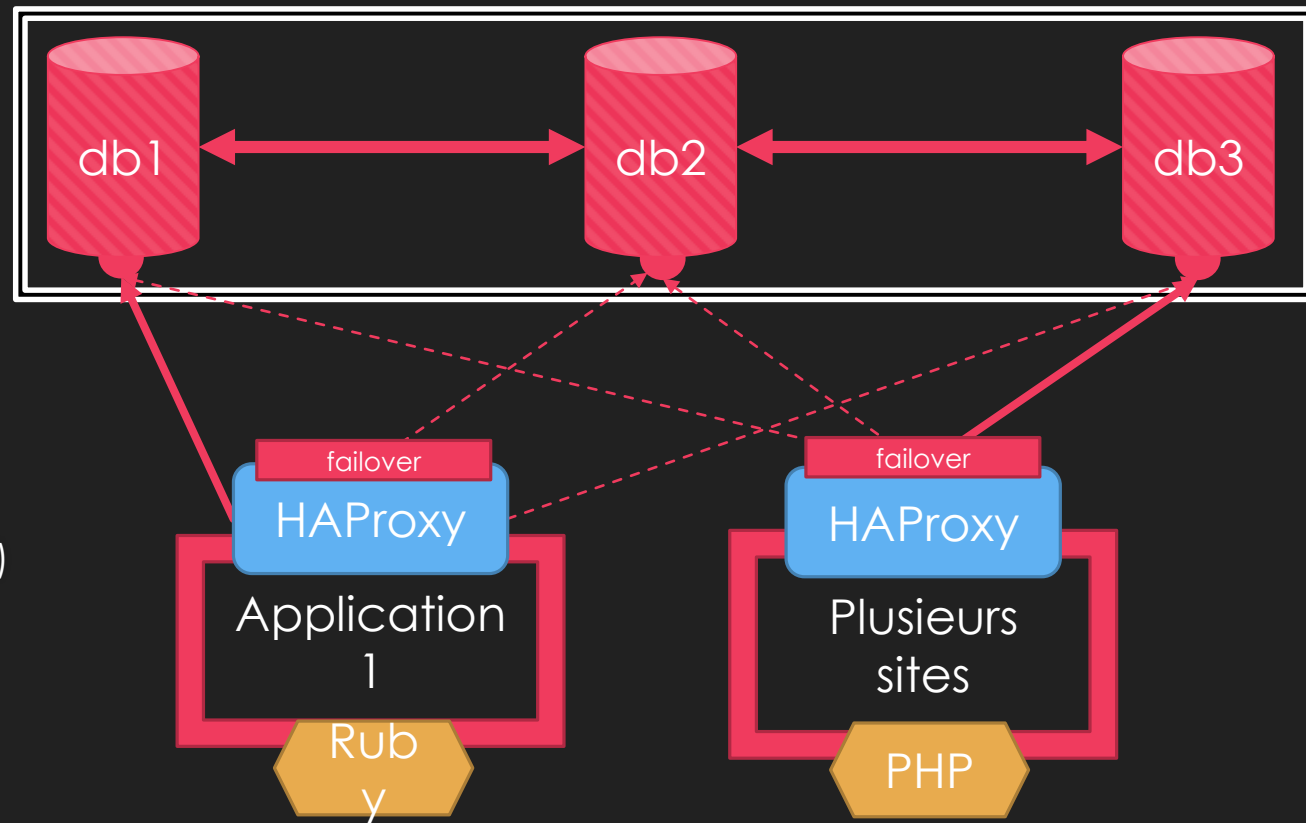 db1
db2
db3
failover
failover
HAProxy
HAProxy
)
Application
1
Plusieurs
sites
Rub
y
PHP